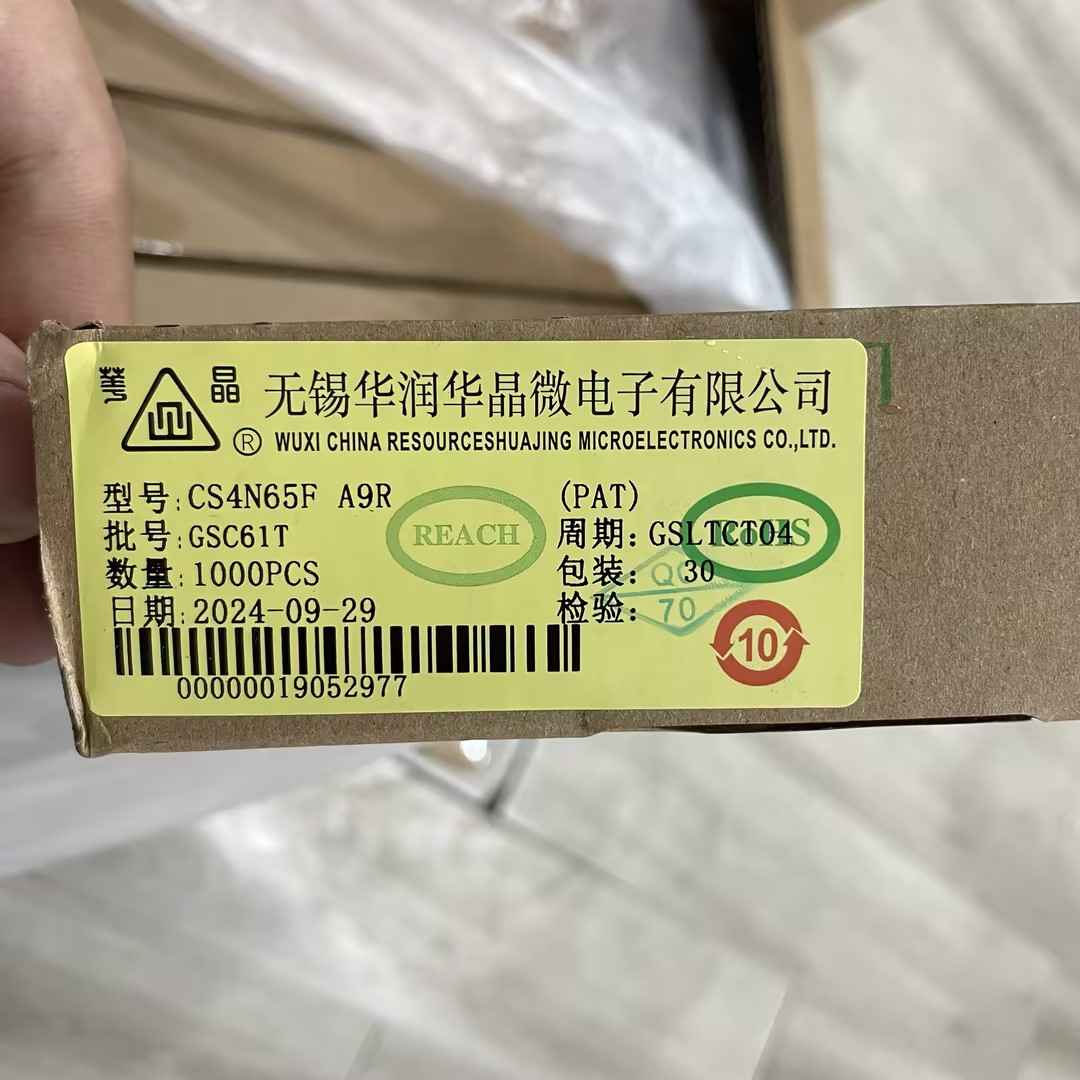 華 晶 无锡华润华晶微电子有限公司
® WUXI CHINA RESOURCESHUAJING MICROELECTRONICS CO.,LTD.
型号:CS4N65F A9R (PAT)
REACH
RoHS
批号:GSC61T 周期:GSLTCT04
数量:1000PCS 包装: 30
QC
日期:2024-09-29 检验:
70
10
00000019052977